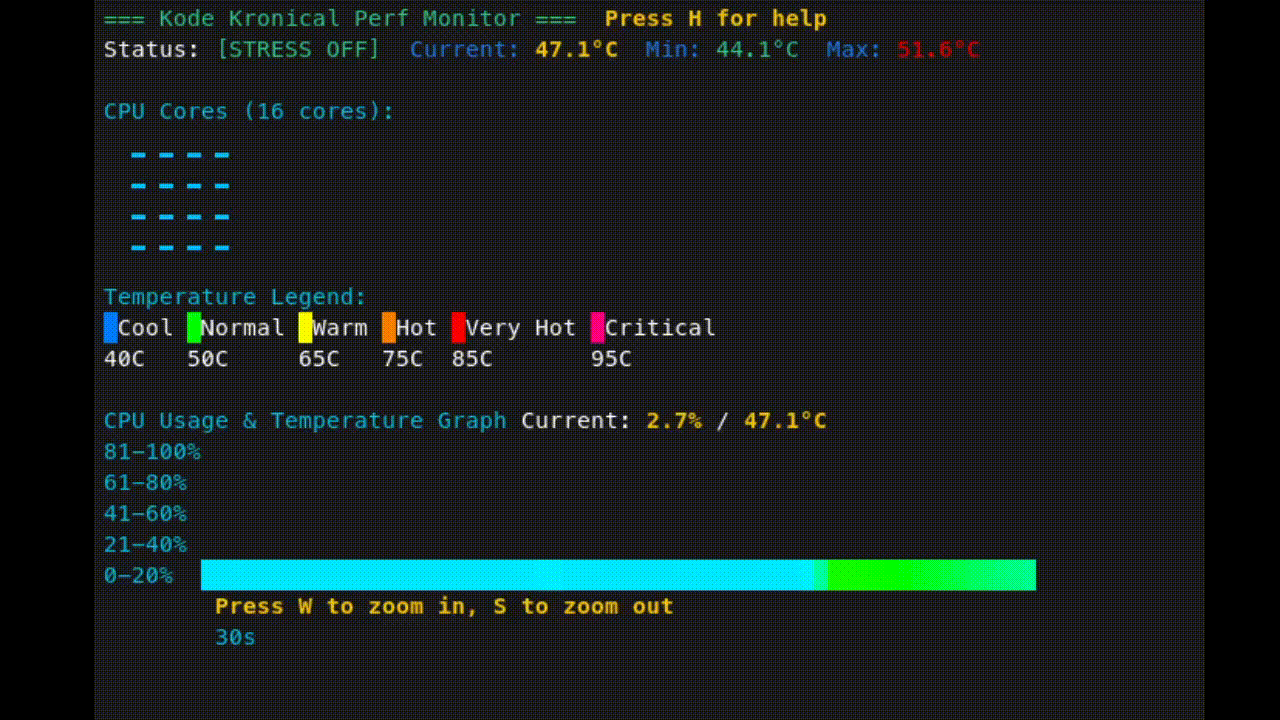 === Kode Kronical Perf Monitor === Press H for help
Status: [STRESS OFF] Current: 47.1°C Min: 44.1°C Max: 51.6°C
CPU Cores (16 cores):
Temperature Legend:
Cool Normal Warm Hot Very Hot Critical
40C 50C 65C 75C 85C 95C
CPU Usage & Temperature Graph Current: 2.7% / 47.1°C
81-100%
61-80%
41-60%
21-40%
0-20%
Press W to zoom in, S to zoom out
30s